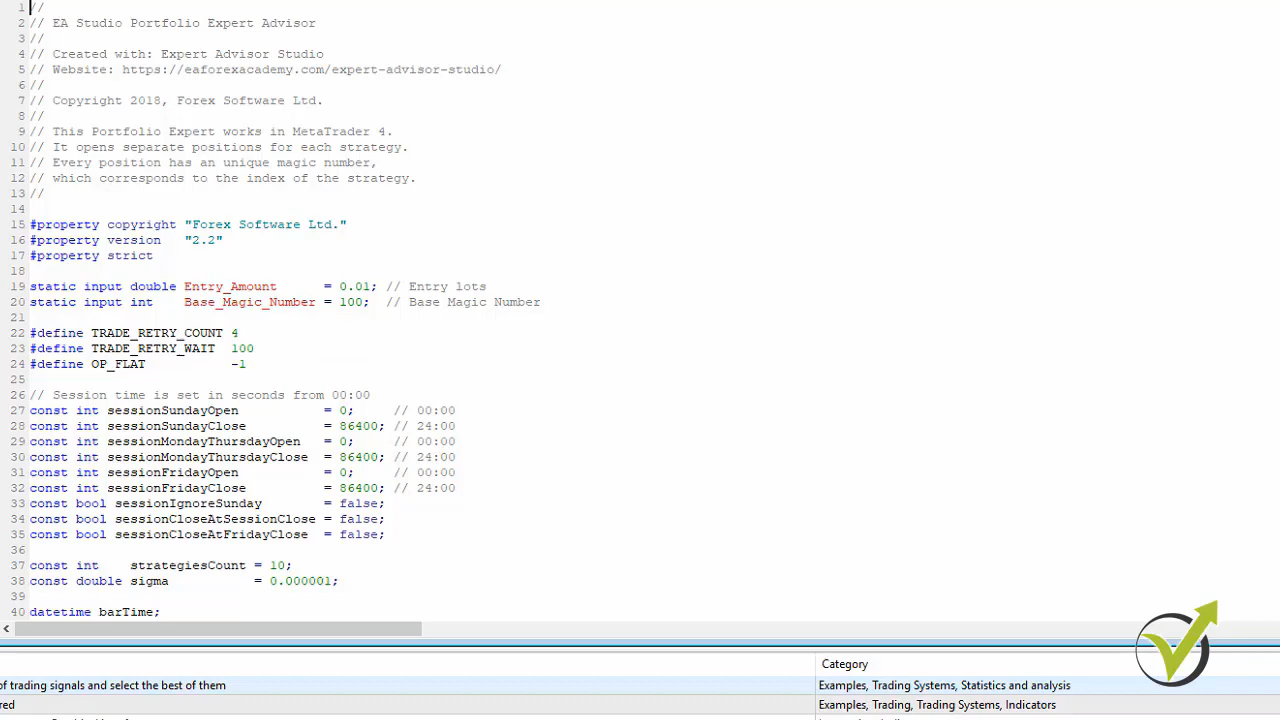 1 //
2 // EA Studio Portfolio Expert Advisor
3 //
4 // Created with: Expert Advisor Studio
5 // Website: https://eaforexacademy.com/expert-advisor-studio/
6 //
7 // Copyright 2018, Forex Software Ltd.
8 //
9 // This Portfolio Expert works in MetaTrader 4.
10 // It opens separate positions for each strategy.
11 // Every position has an unique magic number,
12 // which corresponds to the index of the strategy.
13 //
14
15 #property copyright "Forex Software Ltd."
16 #property version   "2.2"
17 #property strict
18
19 static input double Entry_Amount      = 0.01; // Entry lots
20 static input int    Base_Magic_Number = 100;  // Base Magic Number
21
22 #define TRADE_RETRY_COUNT 4
23 #define TRADE_RETRY_WAIT  100
24 #define OP_FLAT           -1
25
26 // Session time is set in seconds from 00:00
27 const int sessionSundayOpen           = 0;     // 00:00
28 const int sessionSundayClose          = 86400; // 24:00
29 const int sessionMondayThursdayOpen   = 0;     // 00:00
30 const int sessionMondayThursdayClose  = 86400; // 24:00
31 const int sessionFridayOpen           = 0;     // 00:00
32 const int sessionFridayClose          = 86400; // 24:00
33 const bool sessionIgnoreSunday        = false;
34 const bool sessionCloseAtSessionClose = false;
35 const bool sessionCloseAtFridayClose  = false;
36
37 const int    strategiesCount = 10;
38 const double sigma           = 0.000001;
39
40 datetime barTime;
Category
of trading signals and select the best of them Examples, Trading Systems, Statistics and analysis
red Examples, Trading, Trading Systems, Indicators